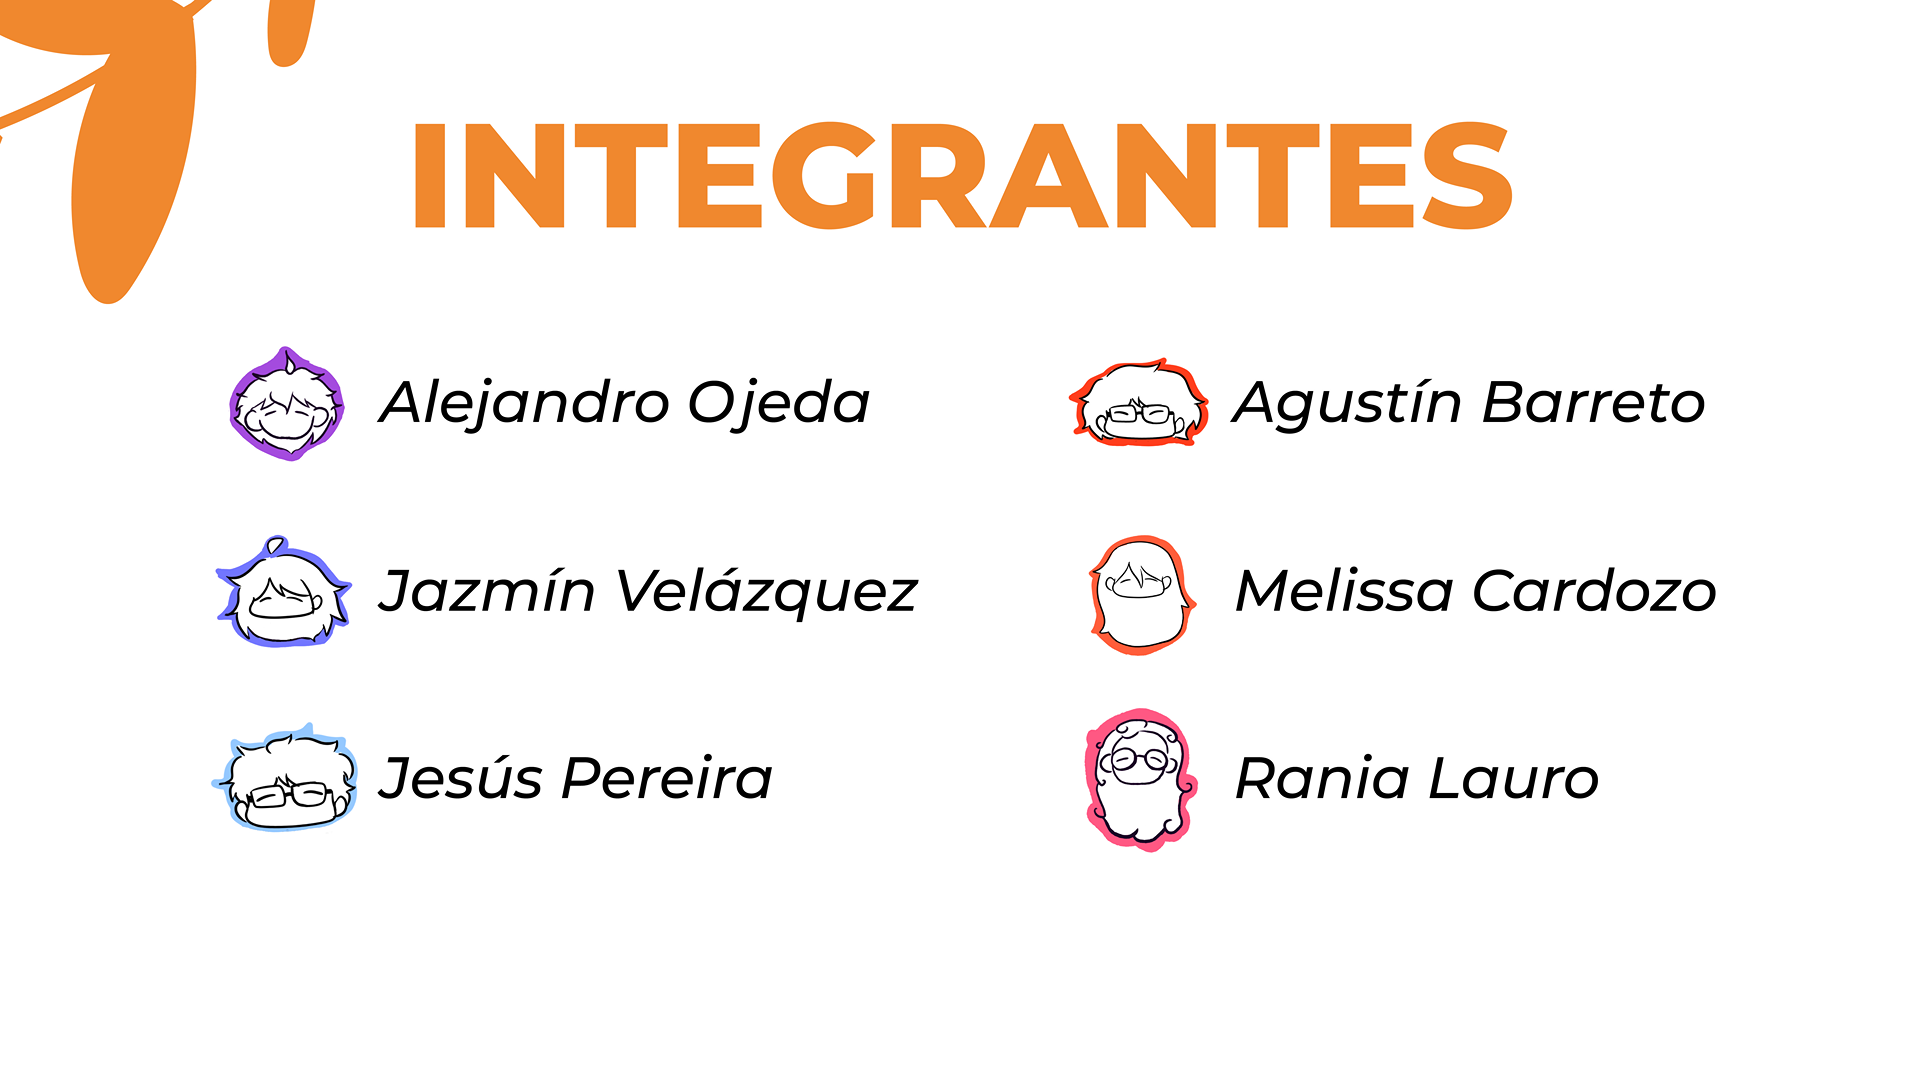 INTEGRANTES
Alejandro Ojeda
Agustín Barreto
Jazmín Velázquez
Melissa Cardozo
Jesús Pereira
Rania Lauro